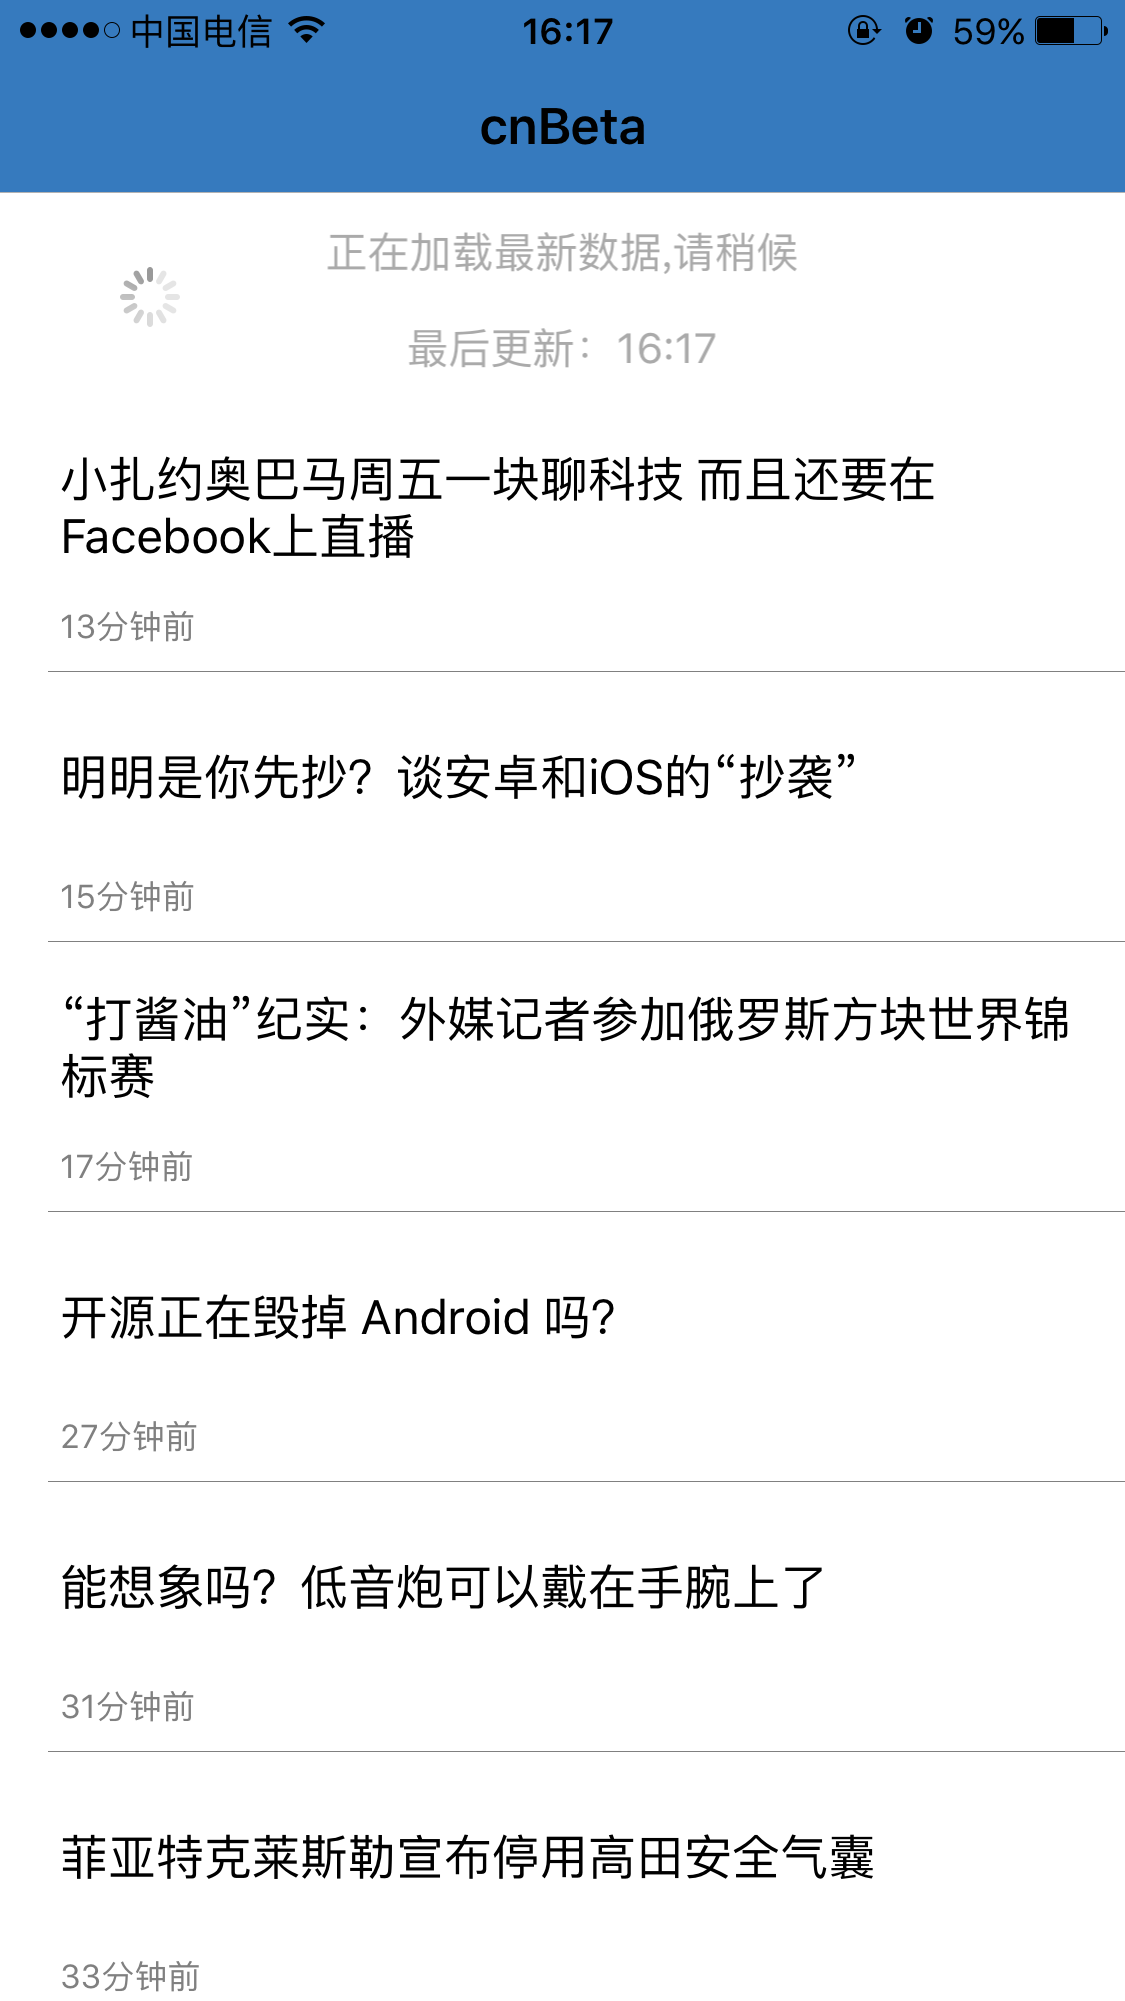 中国电信 16:17 59%
cnBeta
正在加载最新数据,请稍候
最后更新：16:17
小扎约奥巴马周五一块聊科技 而且还要在
Facebook上直播
13分钟前
明明是你先抄？谈安卓和iOS的“抄袭”
15分钟前
“打酱油”纪实：外媒记者参加俄罗斯方块世界锦
标赛
17分钟前
开源正在毁掉 Android 吗？
27分钟前
能想象吗？低音炮可以戴在手腕上了
31分钟前
菲亚特克莱斯勒宣布停用高田安全气囊
33分钟前